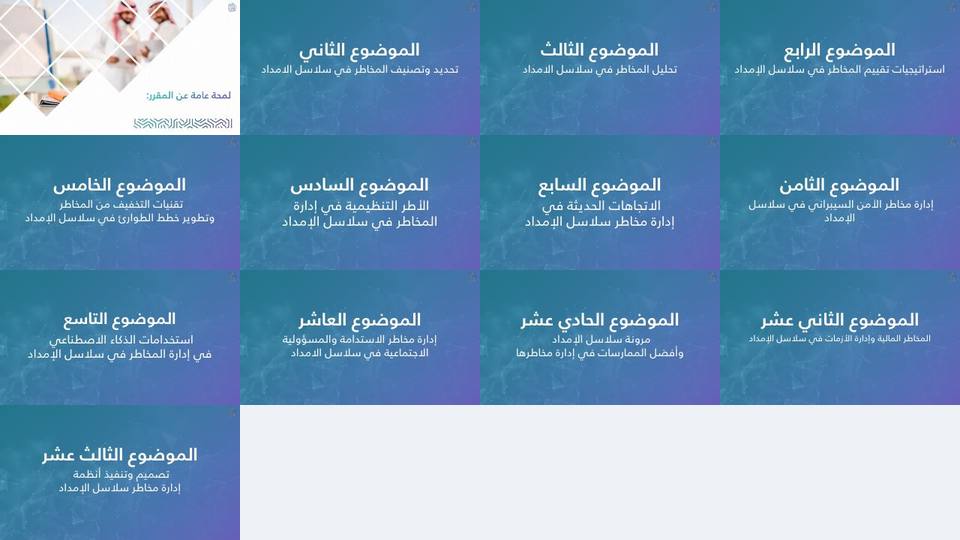 لمحة عامة عن المقرر:
الموضوع الثاني
تحديد وتصنيف المخاطر في سلاسل الامداد
الموضوع الثالث
تحليل المخاطر في سلاسل الامداد
الموضوع الرابع
استراتيجيات تقييم المخاطر في سلاسل الإمداد
الموضوع الخامس
تقنيات التخفيف من المخاطر
وتطوير خطط الطوارئ في سلاسل الإمداد
الموضوع السادس
الأطر التنظيمية في إدارة
المخاطر في سلاسل الإمداد
الموضوع السابع
الاتجاهات الحديثة في
إدارة مخاطر سلاسل الإمداد
الموضوع الثامن
إدارة مخاطر الأمن السيبراني في سلاسل
الإمداد
الموضوع التاسع
استخدامات الذكاء الاصطناعي
في إدارة المخاطر في سلاسل الإمداد
الموضوع العاشر
إدارة مخاطر الاستدامة والمسؤولية
الاجتماعية في سلاسل الامداد
الموضوع الحادي عشر
مرونة سلاسل الإمداد
وأفضل الممارسات في إدارة مخاطرها
الموضوع الثاني عشر
المخاطر المالية وإدارة الأزمات في سلاسل الإمداد
الموضوع الثالث عشر
تصميم وتنفيذ أنظمة
إدارة مخاطر سلاسل الإمداد